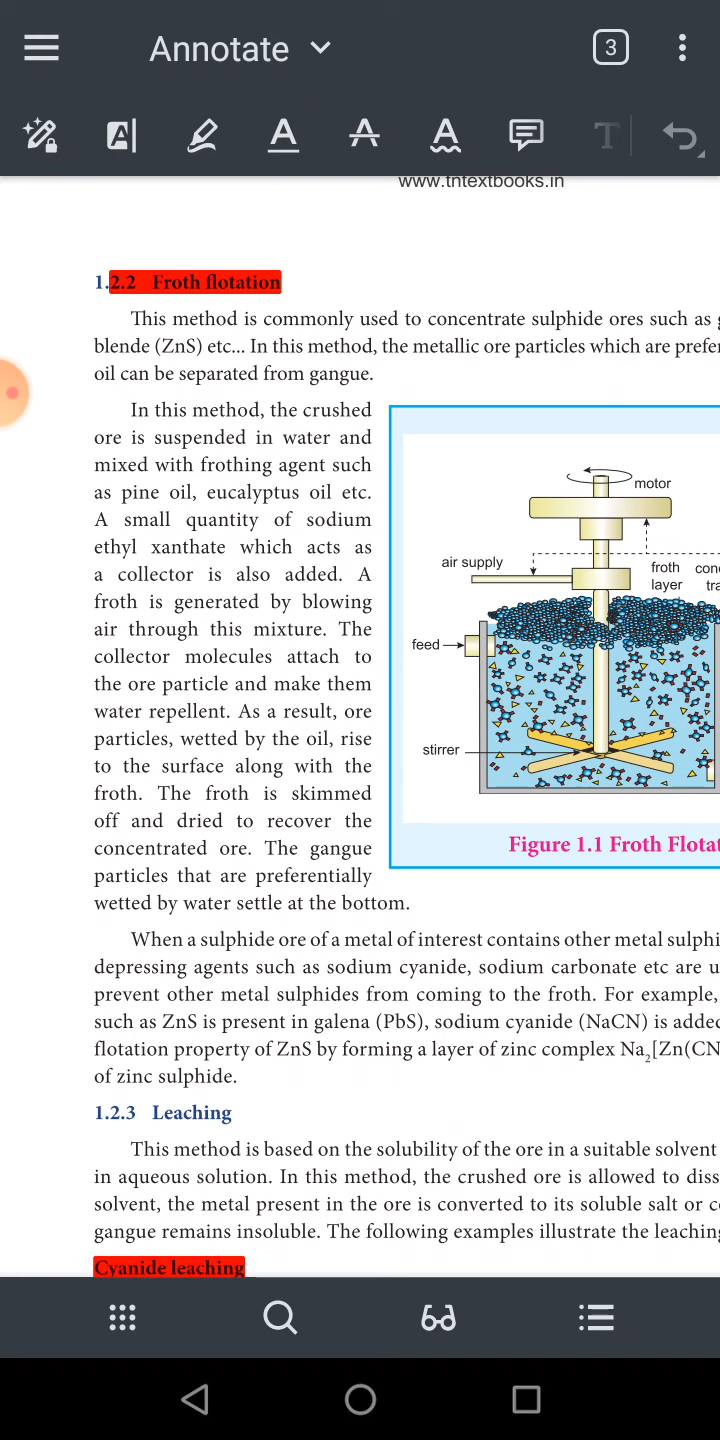 Annotate
3
www.tntextbooks.in
1.2.2 Froth flotation
This method is commonly used to concentrate sulphide ores such as
blende (ZnS) etc... In this method, the metallic ore particles which are
oil can be separated from gangue.
In this method, the crushed
ore is suspended in water and
mixed with frothing agent such
as pine oil, eucalyptus oil etc.
A small quantity of sodium
ethyl xanthate which acts as
a collector is also added. A
froth is generated by blowing
air through this mixture. The
collector molecules attach to
the ore particle and make them
water repellent. As a result, ore
particles, wetted by the oil, rise
to the surface along with the
froth. The froth is skimmed
off and dried to recover the
concentrated ore. The gangue
particles that are preferentially
wetted by water settle at the bottom.
motor
air supply
froth
layer
feed
stirrer
Figure 1.1 Froth
When a sulphide ore of a metal of interest contains other metal
depressing agents such as sodium cyanide, sodium carbonate etc are
prevent other metal sulphides from coming to the froth. For example,
such as ZnS is present in galena (PbS), sodium cyanide (NaCN) is added
flotation property of ZnS by forming a layer of zinc complex Na₂[Zn(CN
of zinc sulphide.
1.2.3 Leaching
This method is based on the solubility of the ore in a suitable solvent
in aqueous solution. In this method, the crushed ore is allowed to
solvent, the metal present in the ore is converted to its soluble salt or
gangue remains insoluble. The following examples illustrate the leaching
Cyanide leaching